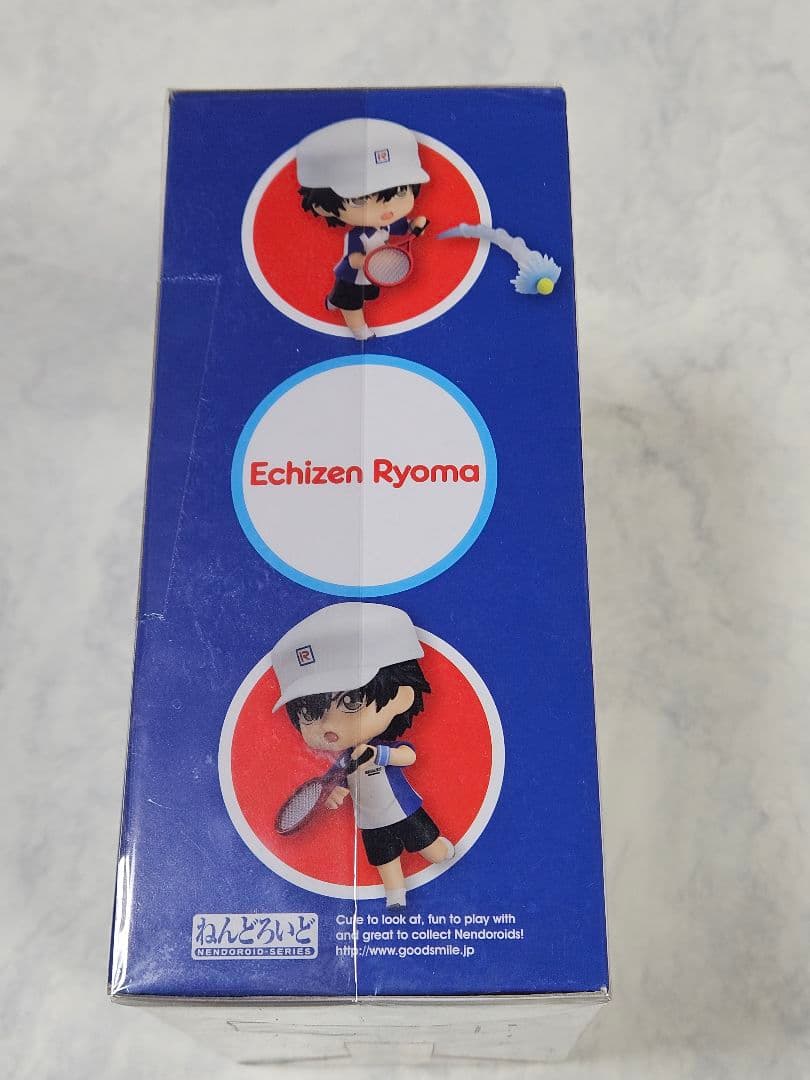 R
Echizen Ryoma
R
ねんどろいど
NENDOROID-SERIES
Cute to look at, fun to play with
and great to collect Nendoroids!
http://www.goodsmile.jp